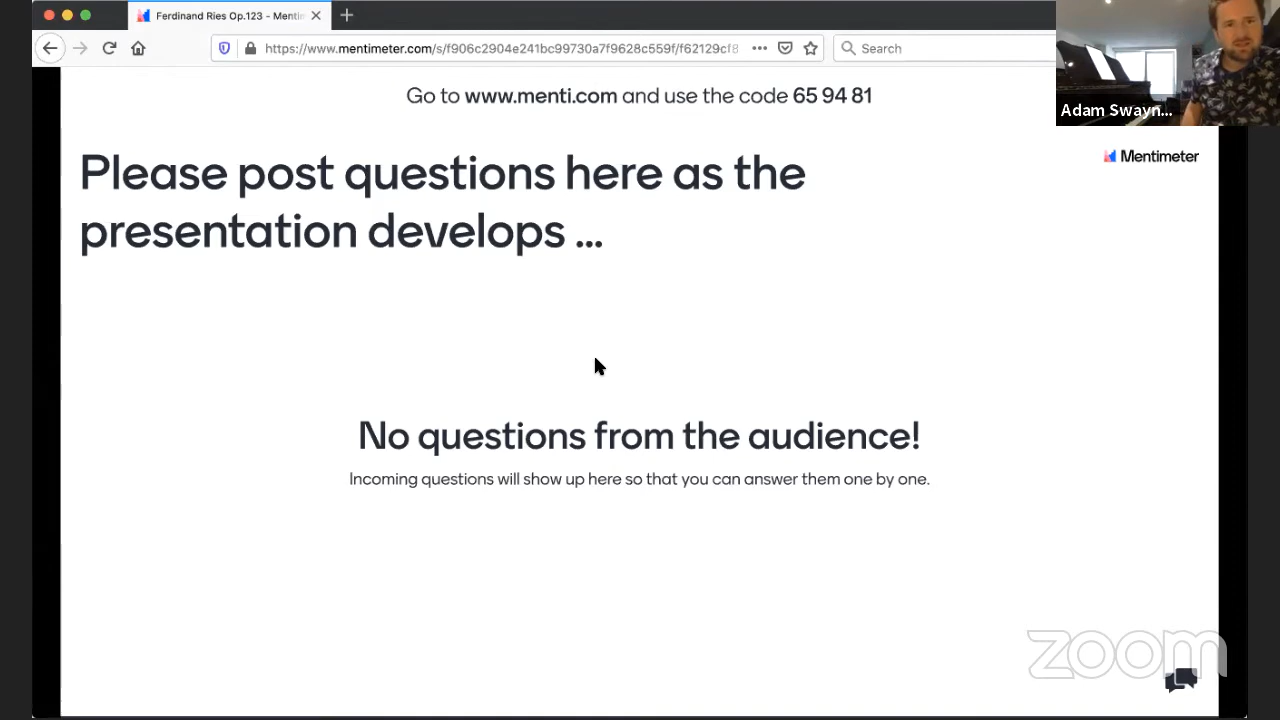 Ferdinand Ries Op.123 - Menti
https://www.mentimeter.com/s/f906c2904e241bc99730a7f9628c559f/f62129cf8
Search
Adam Swayn...
Go to www.menti.com and use the code 65 94 81
Mentimeter
Please post questions here as the
presentation develops ...
No questions from the audience!
Incoming questions will show up here so that you can answer them one by one.
zoom